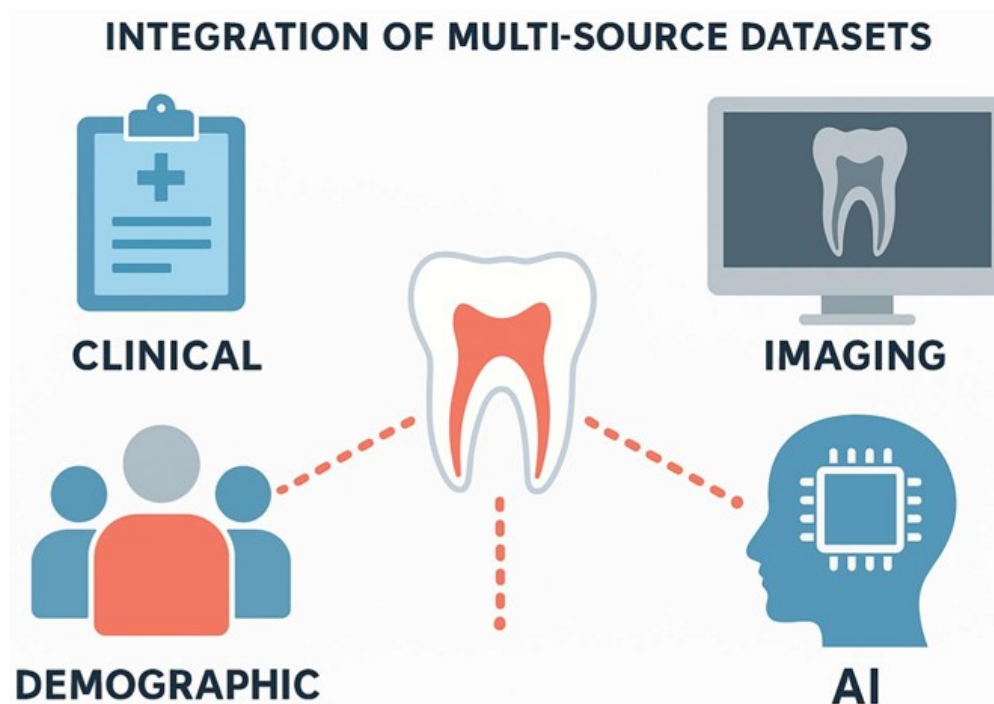 INTEGRATION OF MULTI-SOURCE DATASETS
CLINICAL
IMAGING
DEMOGRAPHIC
AI